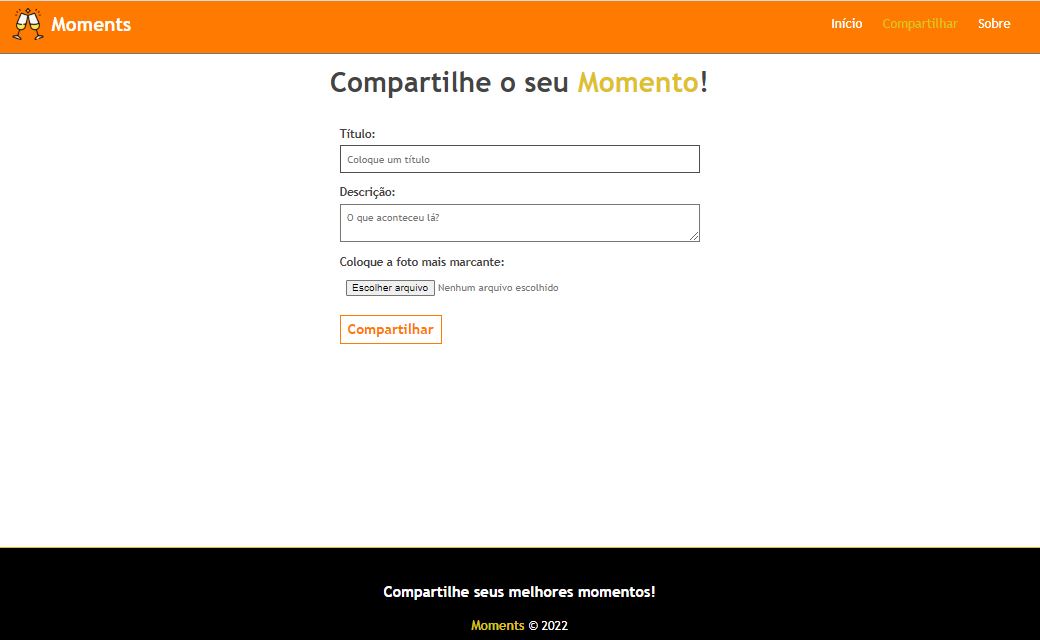 Moments
Início Compartilhar Sobre
Compartilhe o seu Momento!
Título:
Coloque um título
Descrição:
O que aconteceu lá?
Coloque a foto mais marcante:
Escolher arquivo Nenhum arquivo escolhido
Compartilhar
Compartilhe seus melhores momentos!
Moments © 2022